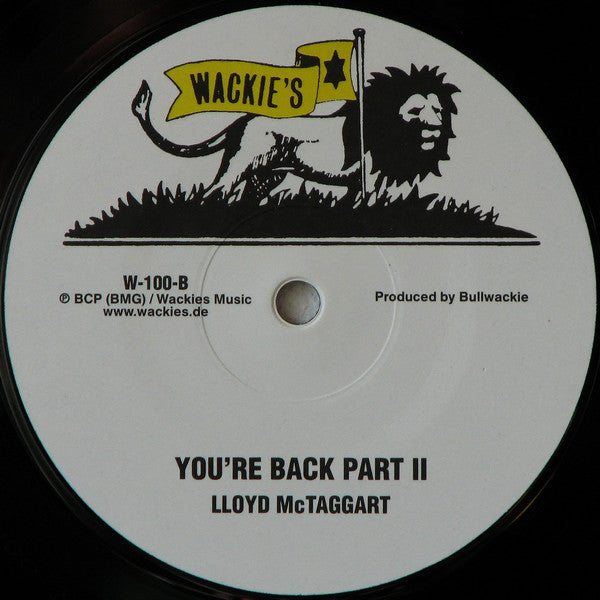 WACKIE'S
W-100-B
℗ BCP (BMG) / Wackies Music
www.wackies.de
Produced by Bullwackie
YOU'RE BACK PART II
LLOYD McTAGGART